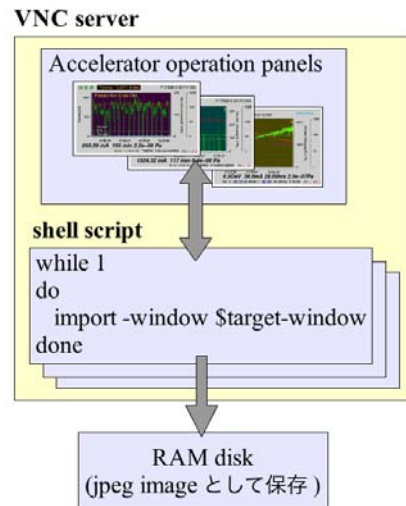 VNC server
Accelerator operation panels
shell script
while 1
do
import -window $target-window
done
RAM disk
(jpeg image として保存 )